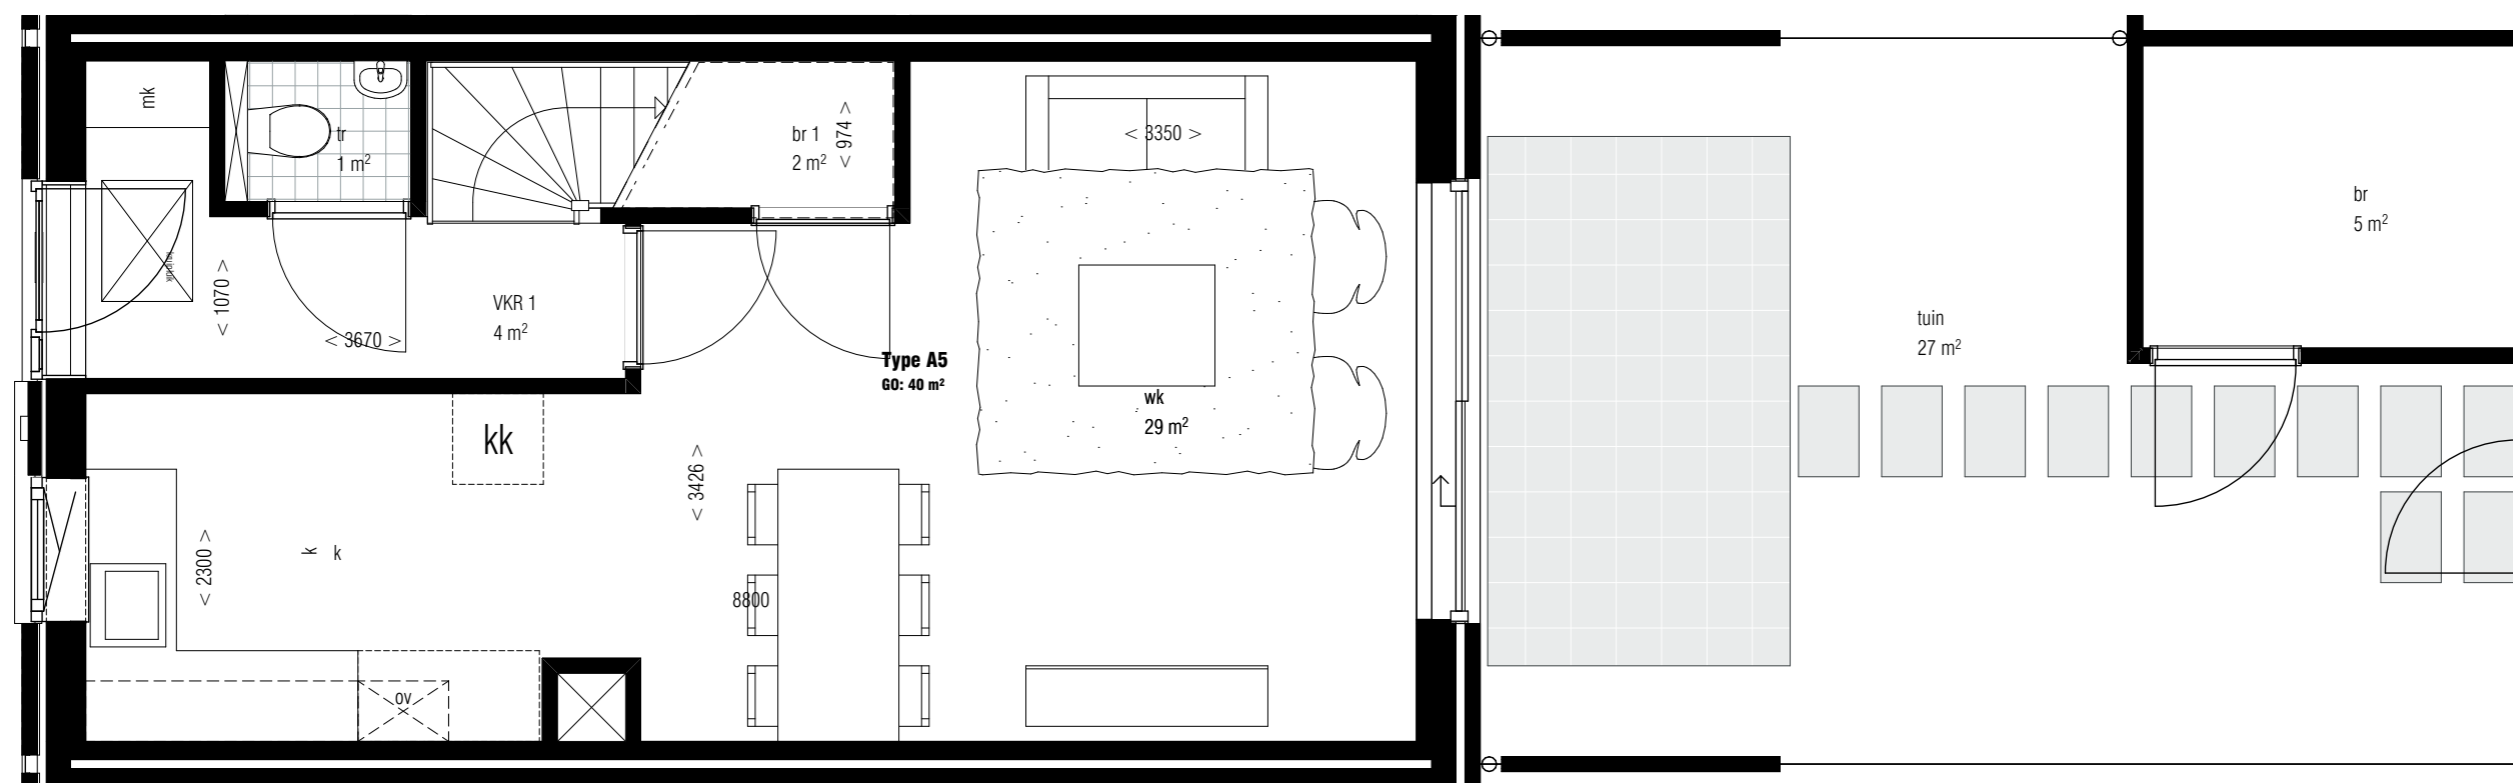 mk
tr
1 m²
br 1
2 m²
< 974 >
< 3350 >
br
5 m²
< 1070 >
VKR 1
4 m²
< 3670 >
tuin
27 m²
Type A5
GO: 40 m²
wk
29 m²
kk
< 3426 >
< 2300 >
k
k
8800
ov